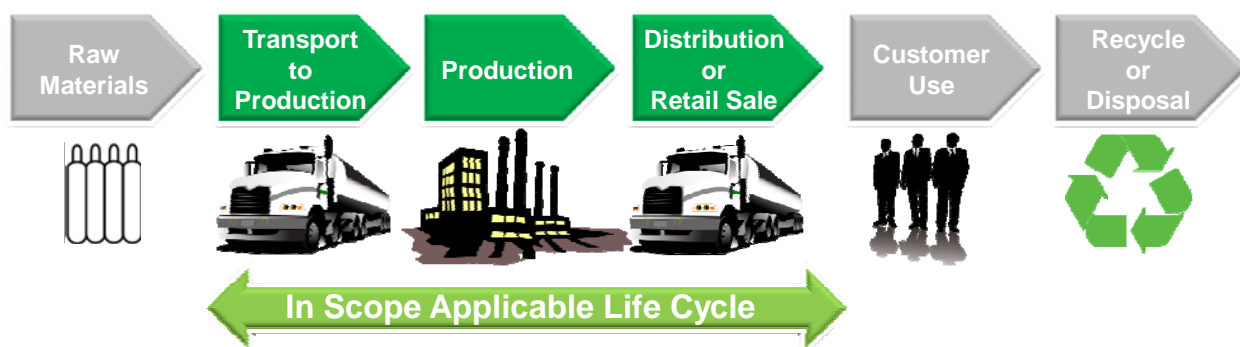 Raw
Materials
Transport
to
Production
Production
Distribution
or
Retail Sale
Customer
Use
Recycle
or
Disposal
In Scope Applicable Life Cycle